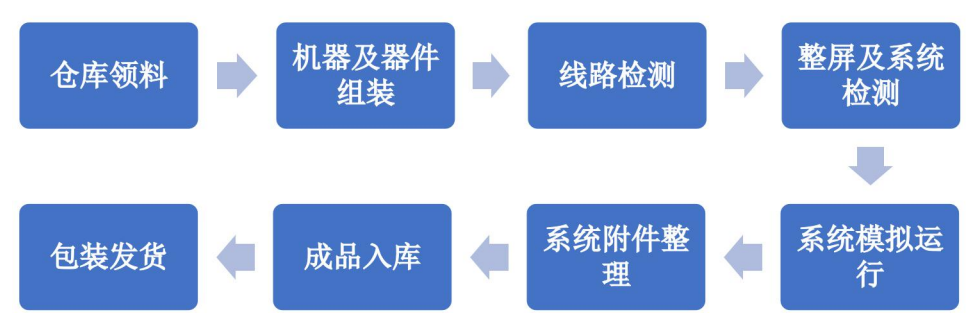 仓库领料
机器及器件
组装
线路检测
整屏及系统
检测
系统模拟运
行
系统附件整
理
成品入库
包装发货